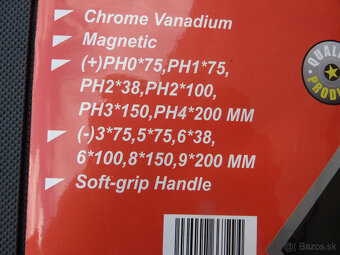 Chrome Vanadium
Magnetic
(+)PH0*75,PH1*75,
PH2*38,PH2*100,
PH3*150,PH4*200 MM
(-)3*75,5*75,6*38,
6*100,8*150,9*200 MM
Soft-grip Handle
© Bazos.sk